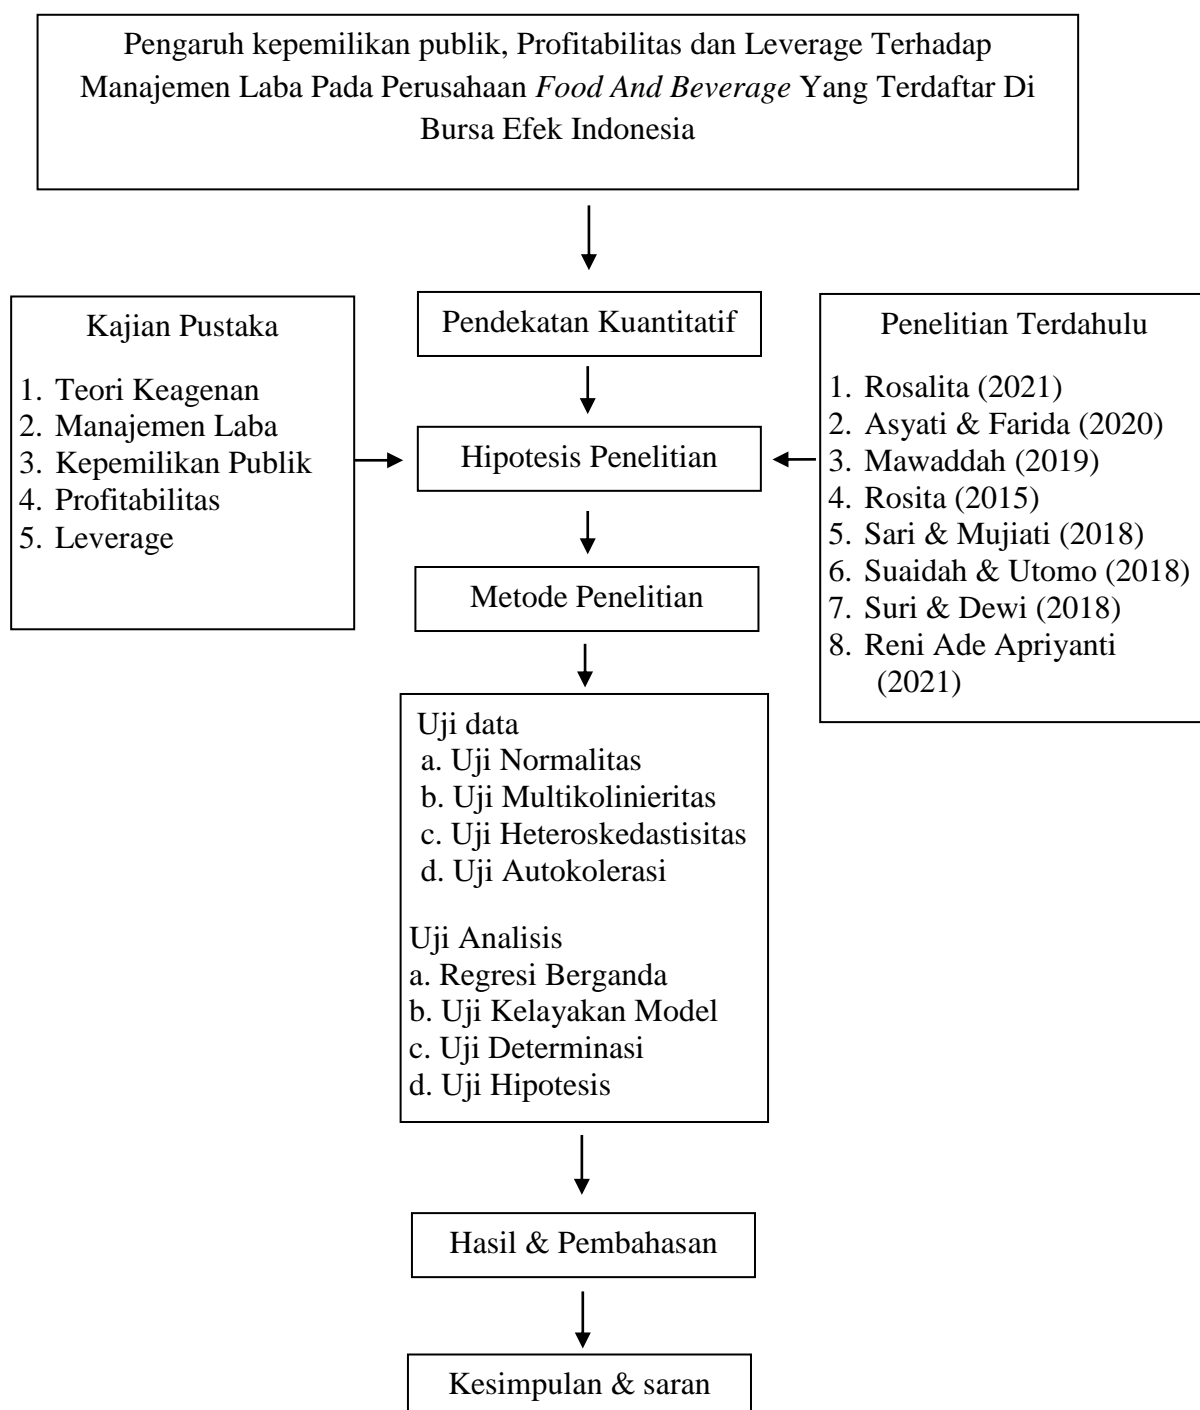 Pengaruh kepemilikan publik, Profitabilitas dan Leverage Terhadap
Manajemen Laba Pada Perusahaan Food And Beverage Yang Terdaftar Di
Bursa Efek Indonesia
Kajian Pustaka
1. Teori Keagenan
2. Manajemen Laba
3. Kepemilikan Publik
4. Profitabilitas
5. Leverage
Pendekatan Kuantitatif
Hipotesis Penelitian
Metode Penelitian
Penelitian Terdahulu
1. Rosalita (2021)
2. Asyati & Farida (2020)
3. Mawaddah (2019)
4. Rosita (2015)
5. Sari & Mujiati (2018)
6. Suaidah & Utomo (2018)
7. Suri & Dewi (2018)
8. Reni Ade Apriyanti
(2021)
Uji data
a. Uji Normalitas
b. Uji Multikolinieritas
c. Uji Heteroskedastisitas
d. Uji Autokolerasi
Uji Analisis
a. Regresi Berganda
b. Uji Kelayakan Model
c. Uji Determinasi
d. Uji Hipotesis
Hasil & Pembahasan
Kesimpulan & saran